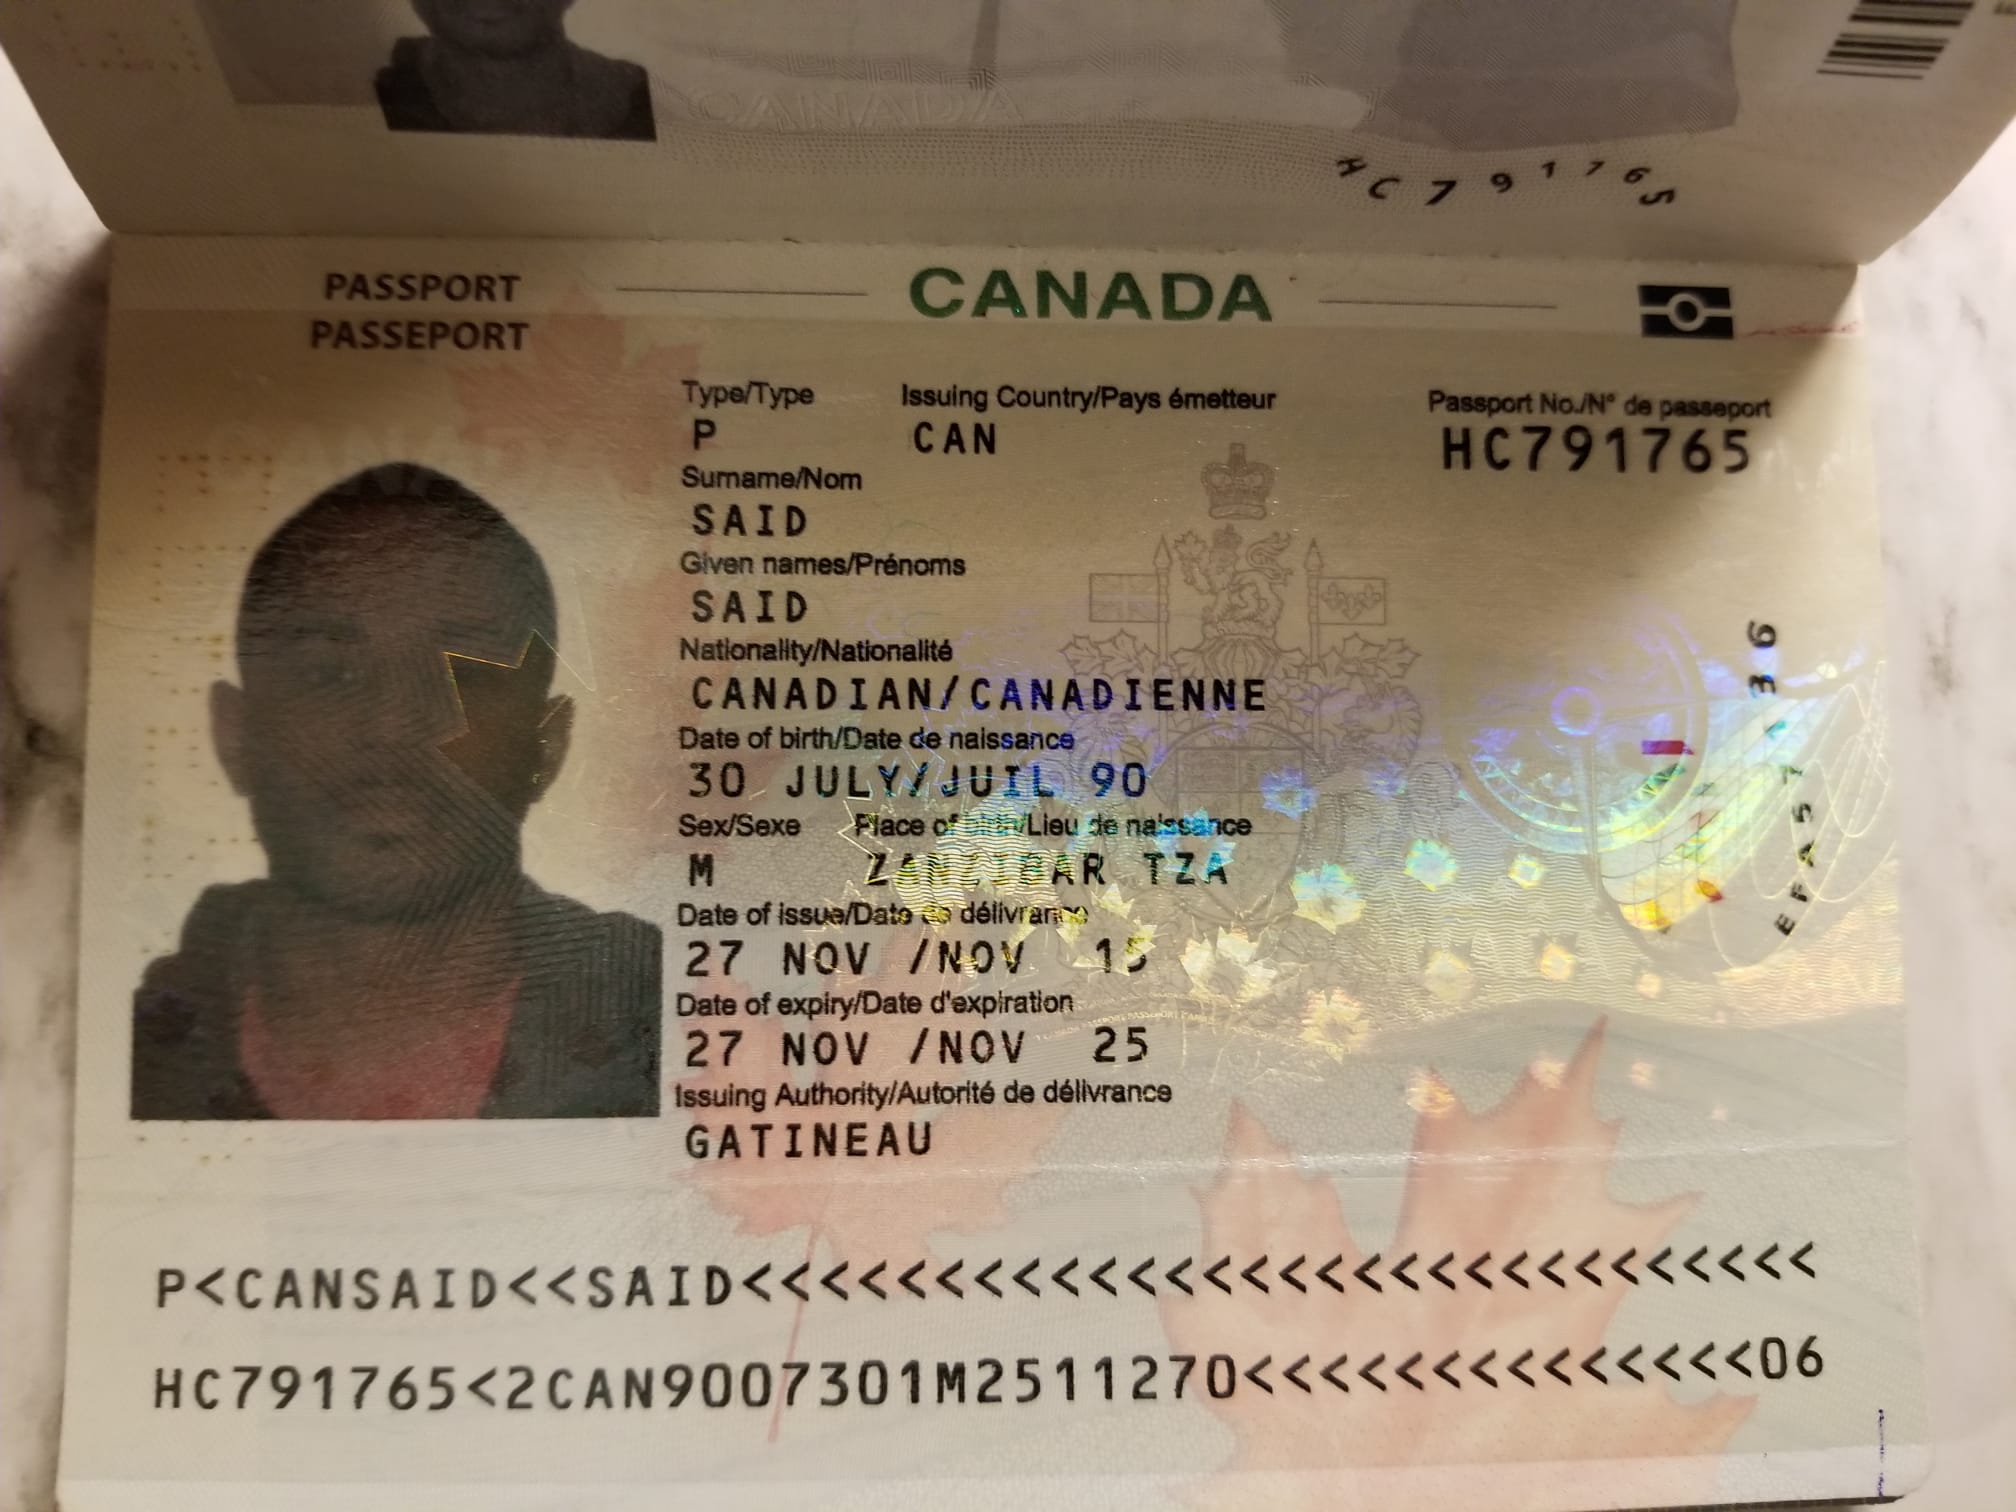 CANADA
HC791765
PASSPORT
PASSEPORT
CANADA
Type/Type Issuing Country/Pays émetteur Passport No./N° de passeport
P CAN HC791765
Surname/Nom
SAID
Given names/Prénoms
SAID
Nationality/Nationalité
CANADIAN/CANADIENNE
Date of birth/Date de naissance
30 JULY/JUIL 90
Sex/Sexe Place of birth/Lieu de naissance
M ZANZIBAR TZA
Date of issue/Date de délivrance
27 NOV /NOV 15
Date of expiry/Date d'expiration
27 NOV /NOV 25
Issuing Authority/Autorité de délivrance
GATINEAU
P<CANSAID<<SAID<<<<<<<<<<<<<<<<<<<<<<<<<<<<<
HC791765<2CAN9007301M2511270<<<<<<<<<<<<<<06